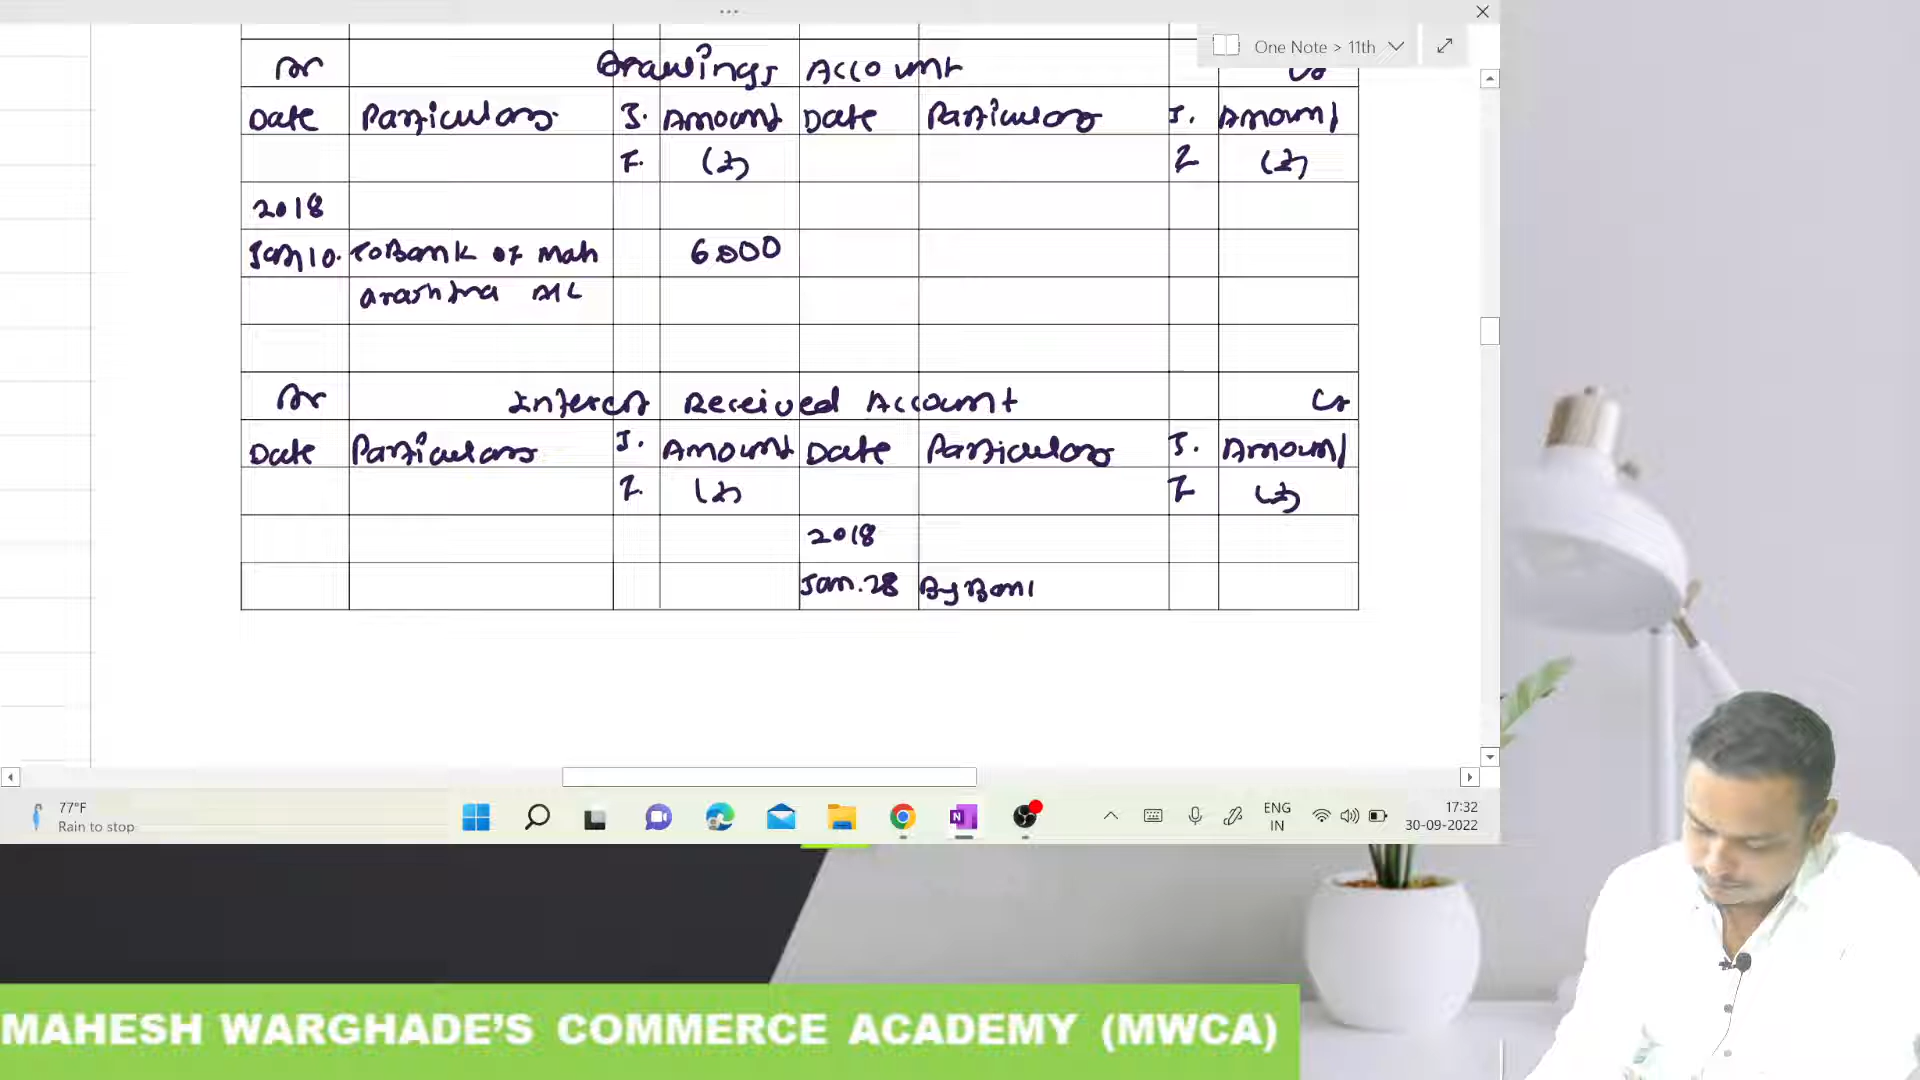 One Note > 11th
Dr Drawings Account Cr
Date Particulars J. Amount Date Particulars J. Amount
F. (₹) F (₹)
2018
Jan 10. To Bank of Mah 6000
arashtra A/c
Dr Interest Received Account Cr
Date Particulars J. Amount Date Particulars J. Amount
F. (₹) F (₹)
2018
Jan. 28 By Ban
77°F
Rain to stop
ENG
IN
17:32
30-09-2022
MAHESH WARGHADE’S COMMERCE ACADEMY (MWCA)